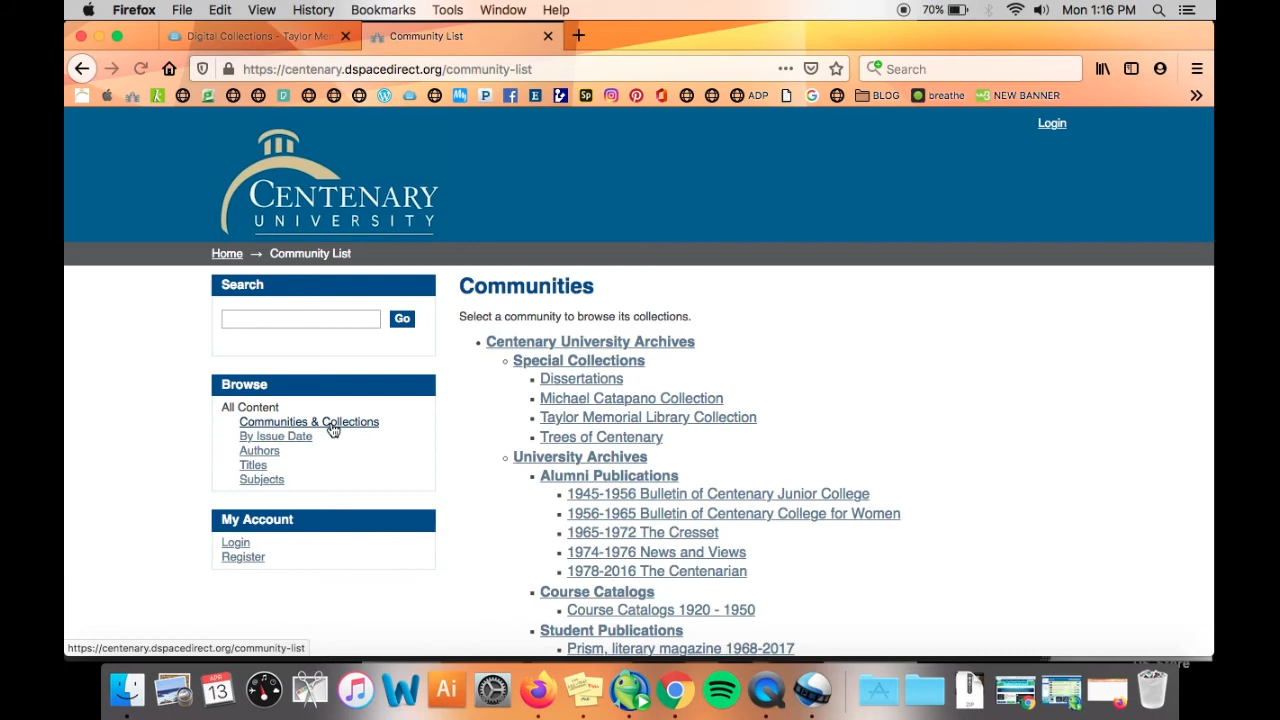 Firefox File Edit View History Bookmarks Tools Window Help 70% Mon 1:16 PM
Digital Collections - Taylor Mem Community List
https://centenary.dspacedirect.org/community-list Search
ADP BLOG breathe NEW BANNER
Login
CENTENARY
UNIVERSITY
Home → Community List
Search
Go
Browse
All Content
Communities & Collections
By Issue Date
Authors
Titles
Subjects
My Account
Login
Register
Communities
Select a community to browse its collections.
Centenary University Archives
Special Collections
Dissertations
Michael Catapano Collection
Taylor Memorial Library Collection
Trees of Centenary
University Archives
Alumni Publications
1945-1956 Bulletin of Centenary Junior College
1956-1965 Bulletin of Centenary College for Women
1965-1972 The Cresset
1974-1976 News and Views
1978-2016 The Centenarian
Course Catalogs
Course Catalogs 1920 - 1950
Student Publications
Prism, literary magazine 1968-2017
https://centenary.dspacedirect.org/community-list
APR
13
Ai